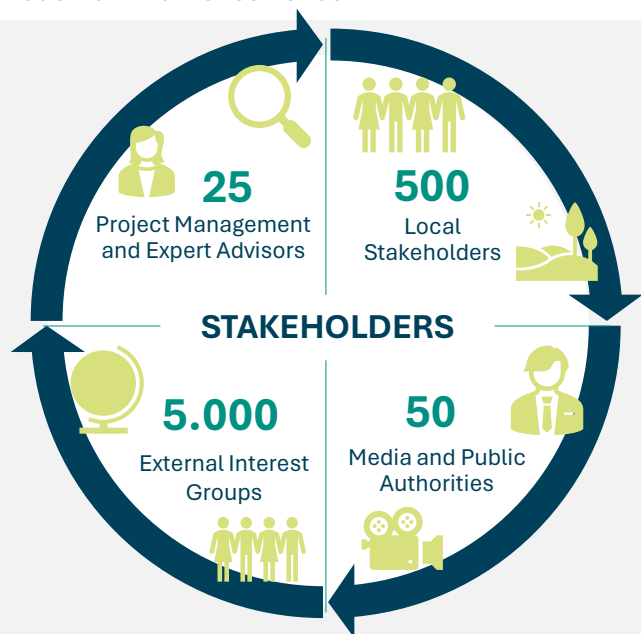 25
Project Management
and Expert Advisors
500
Local
Stakeholders
STAKEHOLDERS
5.000
External Interest
Groups
50
Media and Public
Authorities